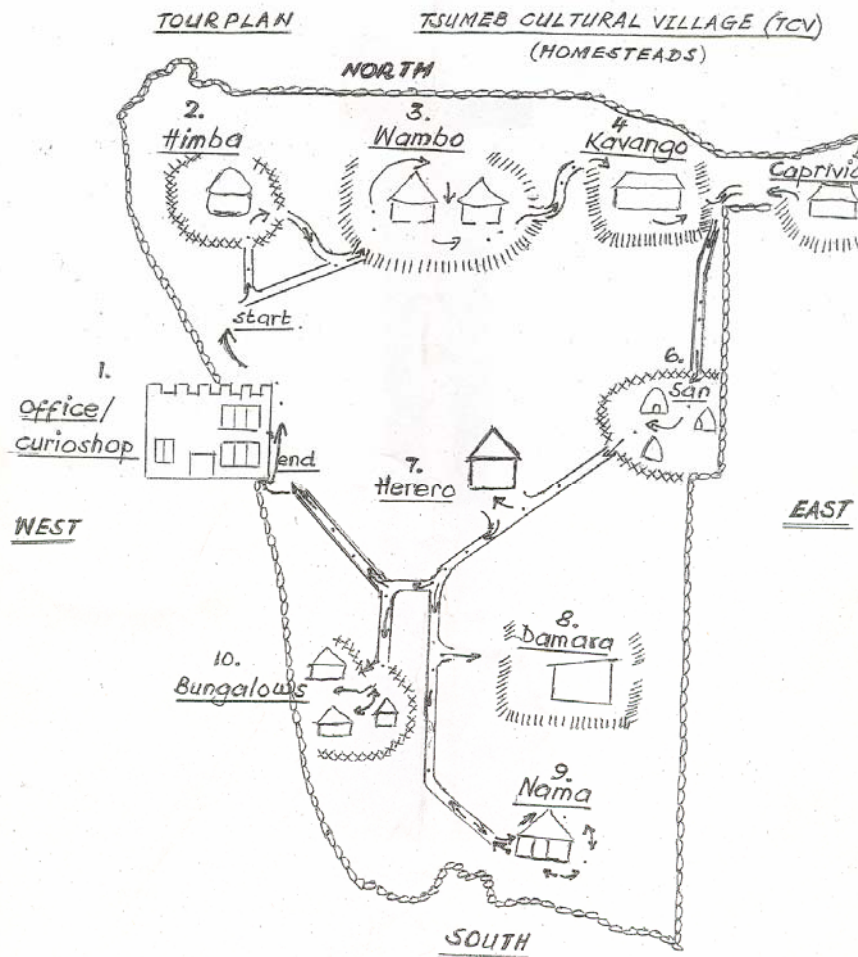 TOURPLAN
TSUMEB CULTURAL VILLAGE (TCV)
(HOMESTEADS)
NORTH
2.
Himba
3.
Wambo
4
Kavango
Caprivia
start
1.
office/
curioshop
end
6.
San
7.
Herero
WEST
EAST
8.
Damara
10.
Bungalows
9.
Nama
SOUTH